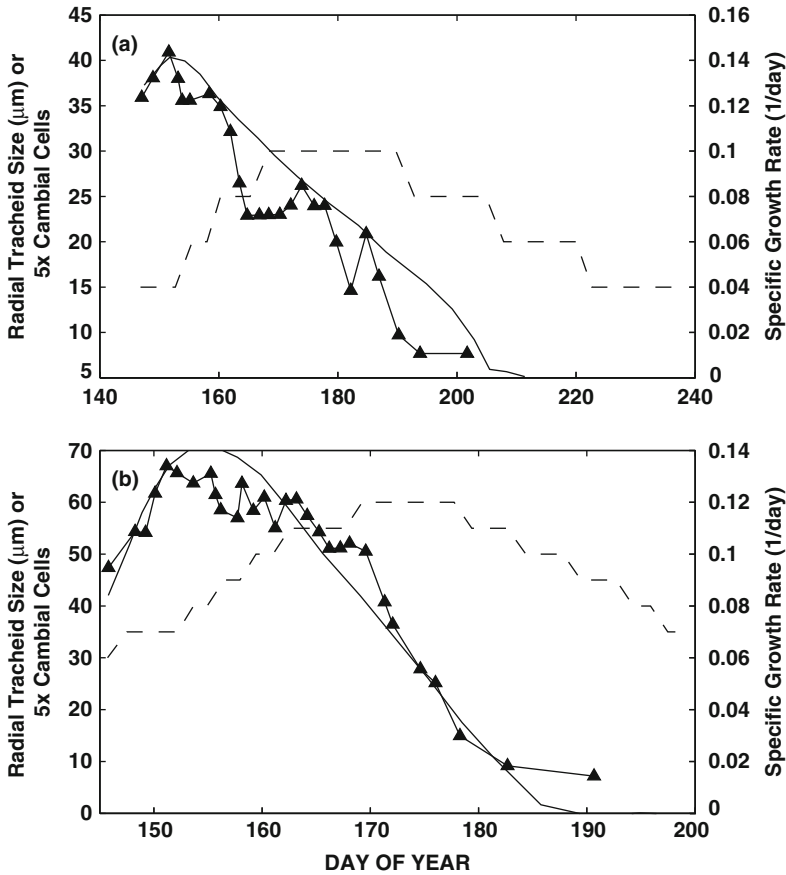 45 0.16
(a)
40 0.14
35 0.12
30 0.1
25 0.08
20 0.06
15 0.04
10 0.02
5 0
140 160 180 200 220 240
Radial Tracheid Size (μm) or
5x Cambial Cells
Specific Growth Rate (1/day)
70 0.14
(b)
60 0.12
50 0.1
40 0.08
30 0.06
20 0.04
10 0.02
0 0
150 160 170 180 190 200
Radial Tracheid Size (μm) or
5x Cambial Cells
Specific Growth Rate (1/day)
DAY OF YEAR